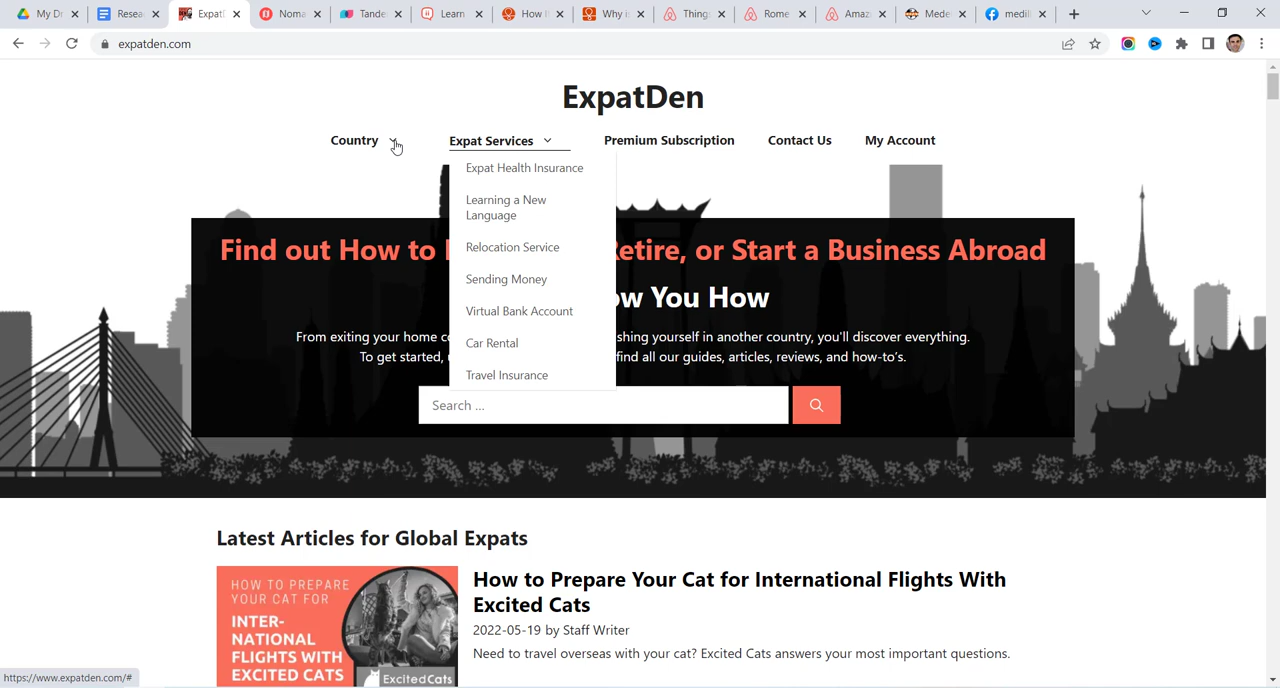 My Dr
Resea
Expatl
Noma
Tande
Learn
How I
Why is
Thing
Rome
Amaz
Mede
medili
expatden.com
ExpatDen
Country
Expat Services
Premium Subscription
Contact Us
My Account
Expat Health Insurance
Learning a New
Language
Relocation Service
Sending Money
Virtual Bank Account
Car Rental
Travel Insurance
Find out How to
Retire, or Start a Business Abroad
ow You How
From exiting your home co
shing yourself in another country, you'll discover everything.
To get started,
find all our guides, articles, reviews, and how-to's.
Search ...
Latest Articles for Global Expats
HOW TO PREPARE
YOUR CAT FOR
INTER-
NATIONAL
FLIGHTS WITH
EXCITED CATS
ExcitedCats
How to Prepare Your Cat for International Flights With
Excited Cats
2022-05-19 by Staff Writer
Need to travel overseas with your cat? Excited Cats answers your most important questions.
https://www.expatden.com/#